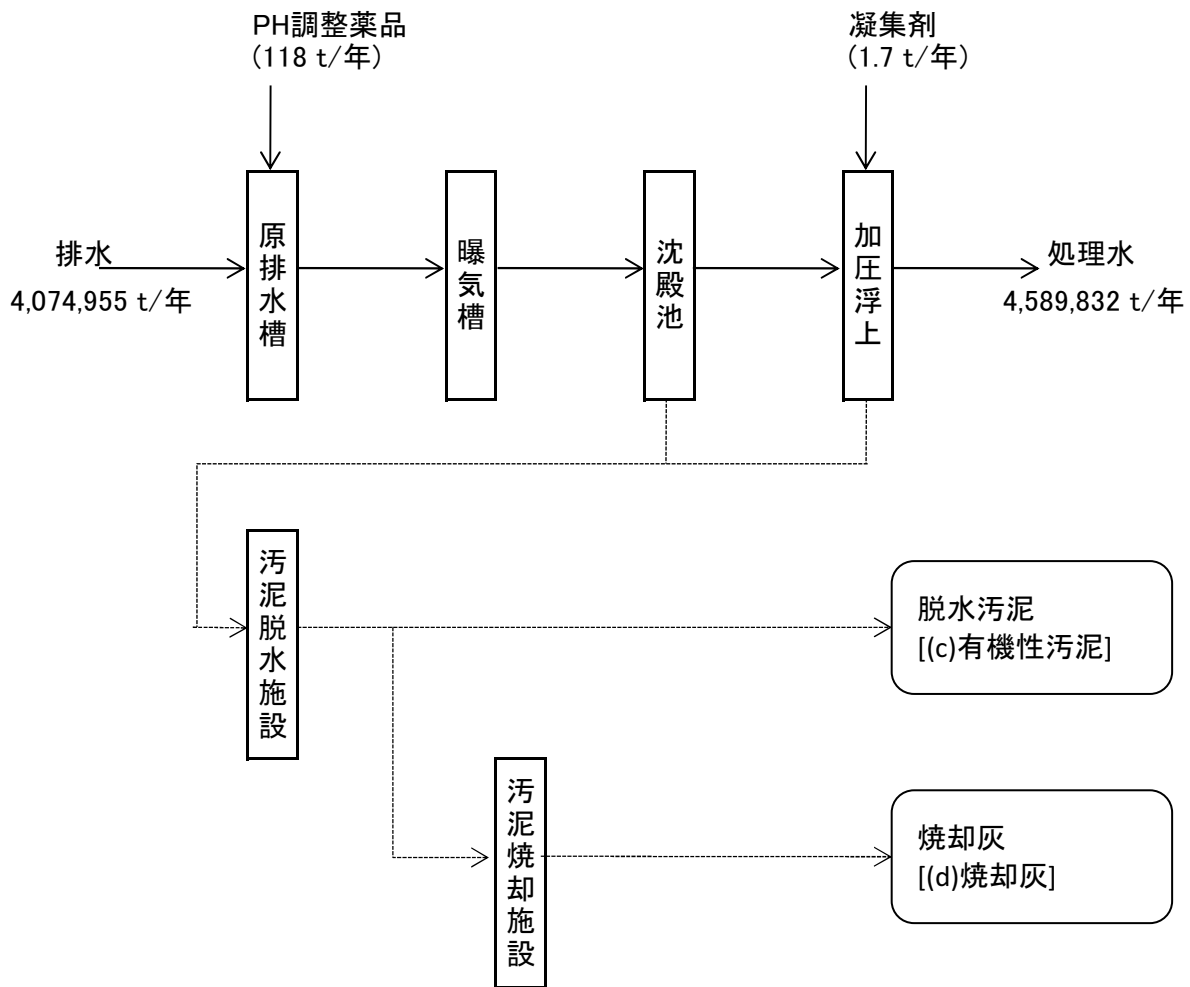 PH調整薬品
(118 t/年)
凝集剤
(1.7 t/年)
排水
4,074,955 t/年
原排水槽
曝気槽
沈殿池
加圧浮上
処理水
4,589,832 t/年
汚泥脱水施設
脱水汚泥
[(c)有機性汚泥]
汚泥焼却施設
焼却灰
[(d)焼却灰]